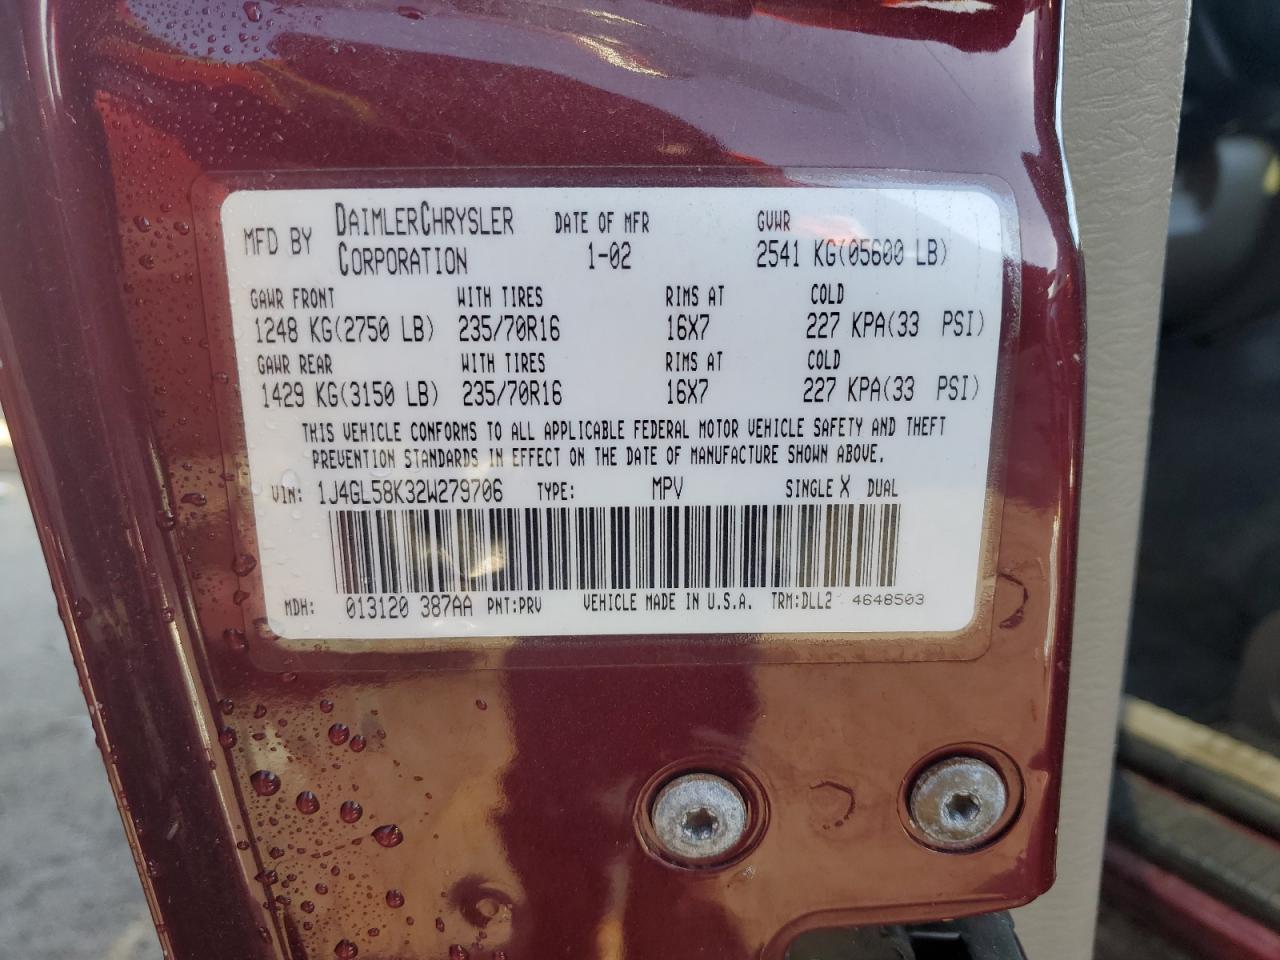 MFD BY DAIMLERCHRYSLER CORPORATION DATE OF MFR 1-02 GVWR 2541 KG(05600 LB)
GAWR FRONT WITH TIRES RIMS AT COLD
1248 KG(2750 LB) 235/70R16 16X7 227 KPA(33 PSI)
GAWR REAR WITH TIRES RIMS AT COLD
1429 KG(3150 LB) 235/70R16 16X7 227 KPA(33 PSI)
THIS VEHICLE CONFORMS TO ALL APPLICABLE FEDERAL MOTOR VEHICLE SAFETY AND THEFT
PREVENTION STANDARDS IN EFFECT ON THE DATE OF MANUFACTURE SHOWN ABOVE.
VIN: 1J4GL58K32W279706 TYPE: MPV SINGLE X DUAL
MDH: 013120 387AA PNT:PRV VEHICLE MADE IN U.S.A. TRM:DLL2 4648503